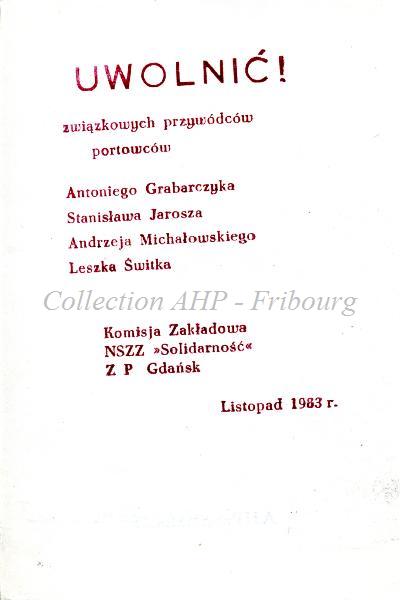 UWOLNIĆ!
związkowych przywódców
portowców
Antoniego Grabarczyka
Stanisława Jarosza
Andrzeja Michałowskiego
Leszka Świtka
Collection AHP - Fribourg
Komisja Zakładowa
NSZZ »Solidarność«
Z P Gdańsk
Listopad 1983 r.